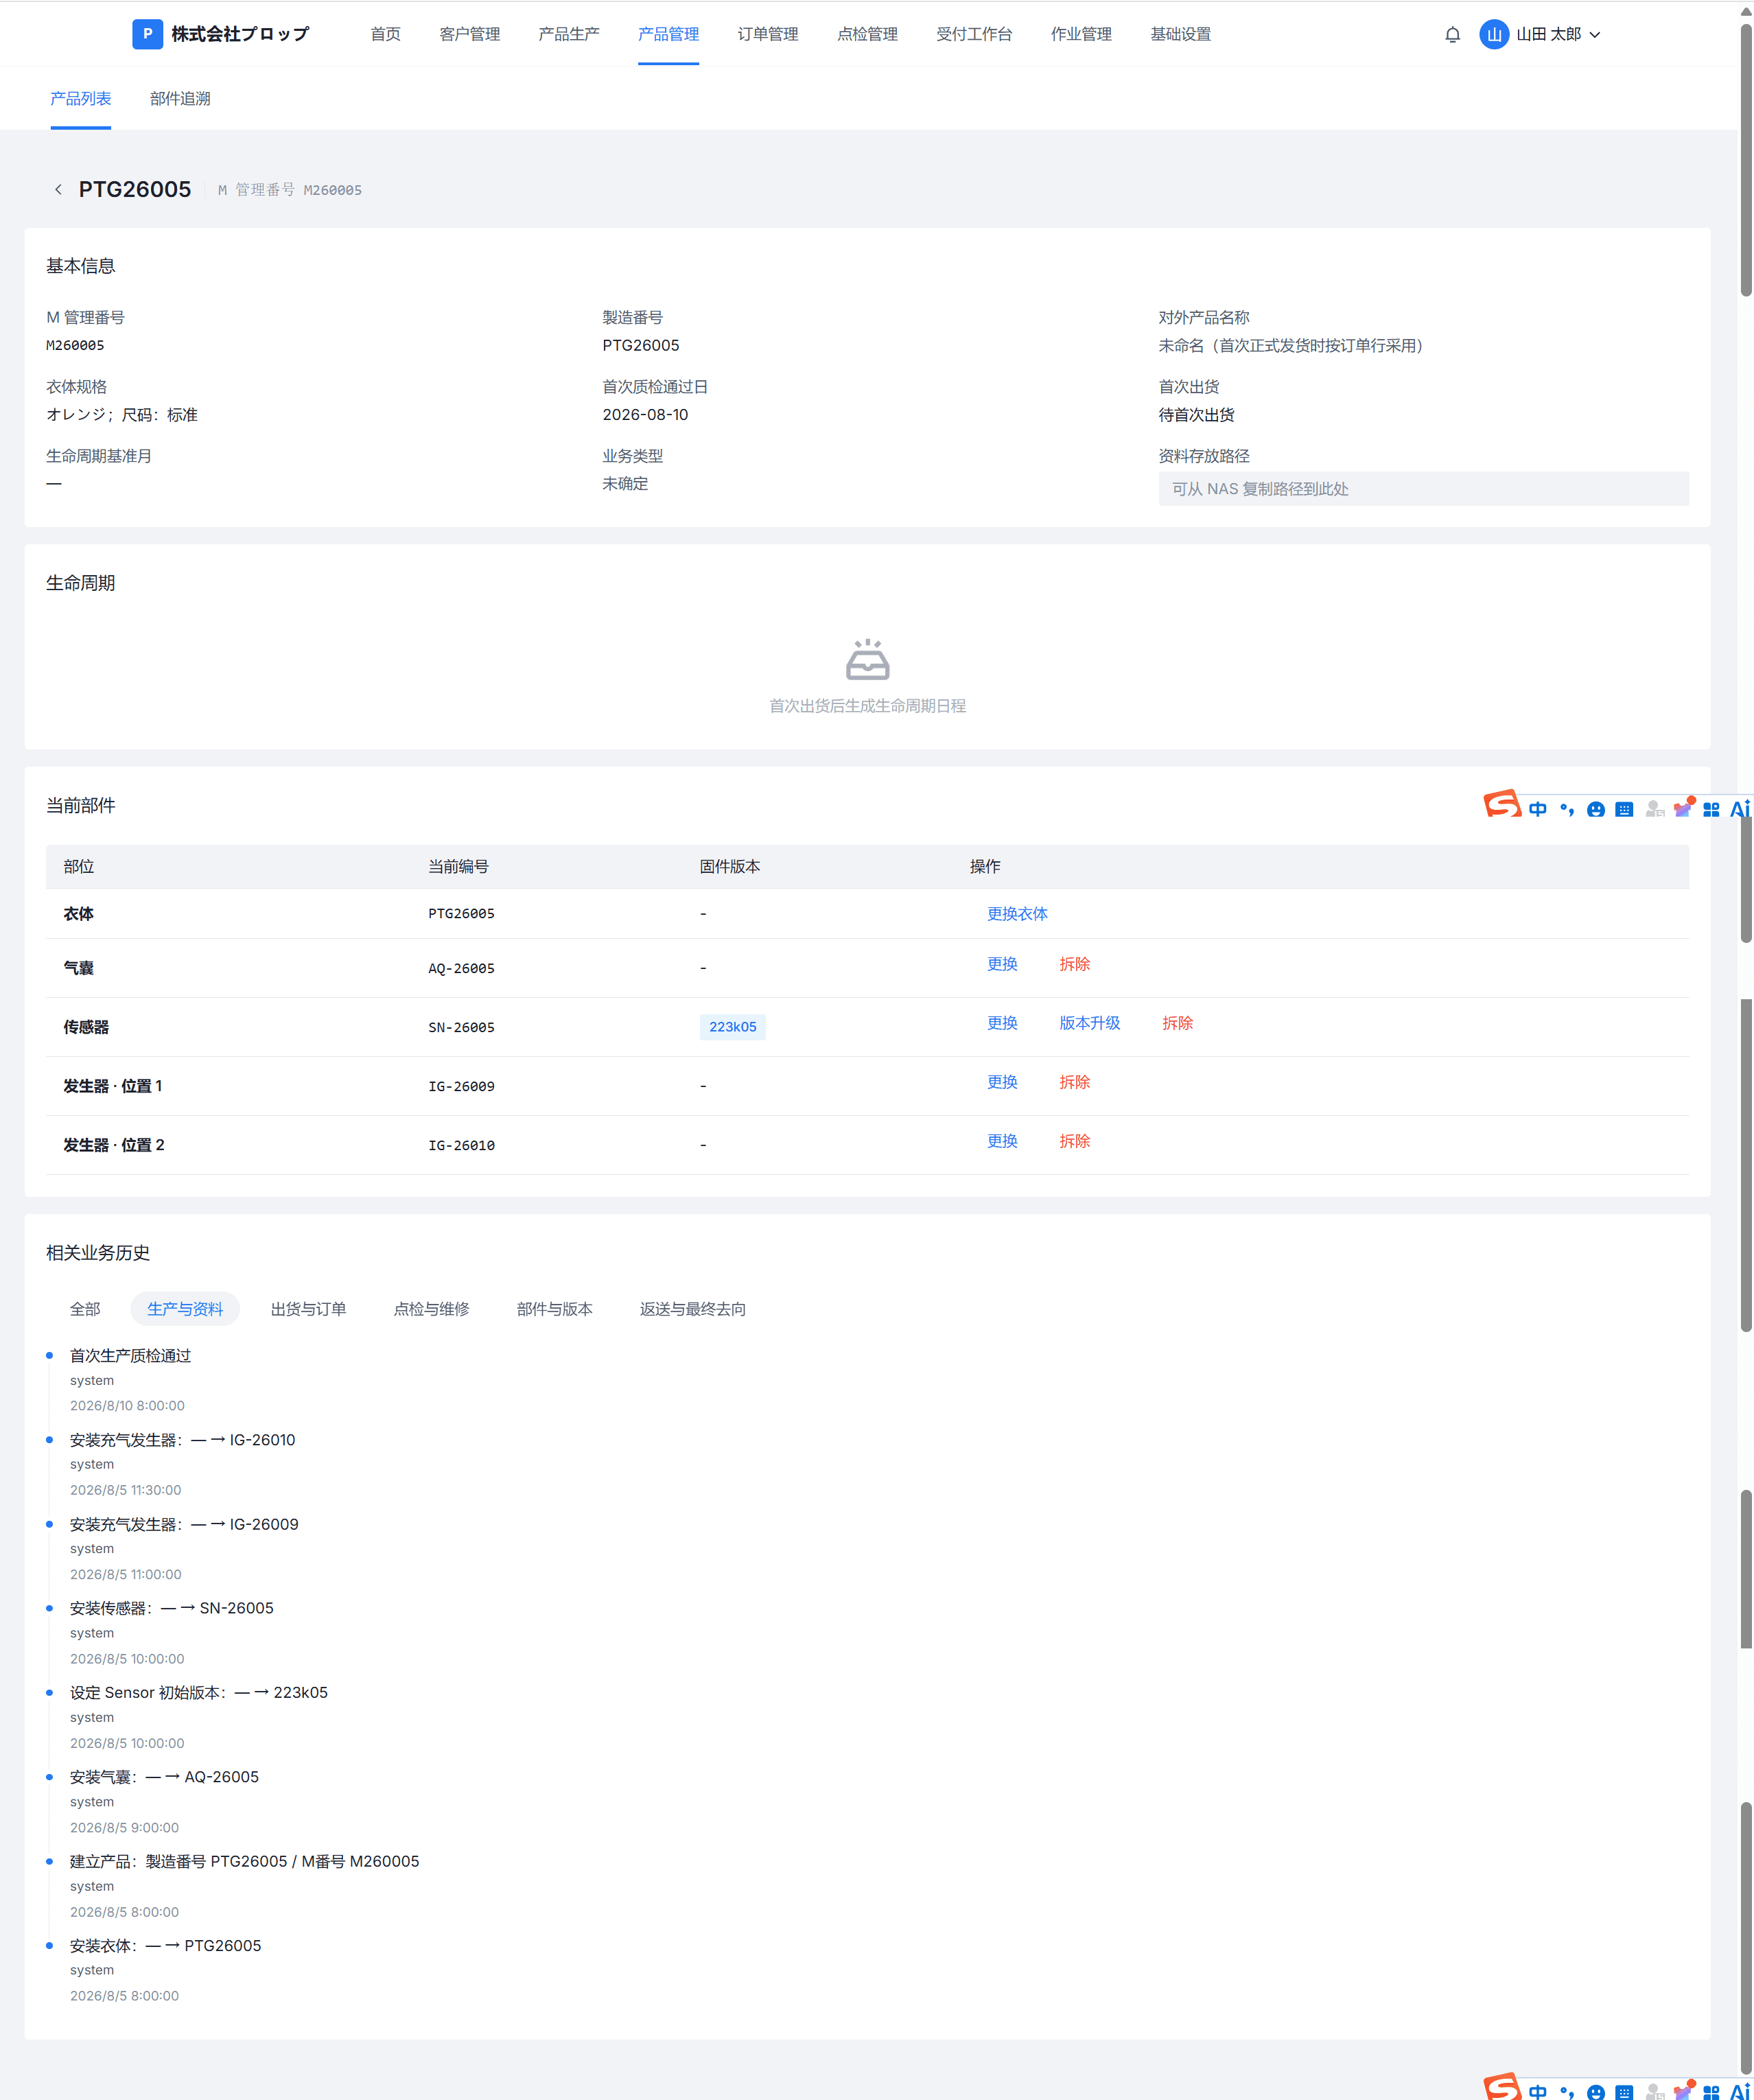 P 株式会社プロップ 首页 客户管理 产品生产 产品管理 订单管理 点检管理 受付工作台 作业管理 基础设置 山 山田 太郎
产品列表 部件追溯
PTG26005 M 管理番号 M260005
基本信息
M 管理番号 製造番号 对外产品名称
M260005 PTG26005 未命名（首次正式发货时按订单行采用）
衣体规格 首次质检通过日 首次出货
オレンジ；尺码：标准 2026-08-10 待首次出货
生命周期基准月 业务类型 资料存放路径
— 未确定 可从 NAS 复制路径到此处
生命周期
首次出货后生成生命周期日程
当前部件
中 Ai
部位 当前编号 固件版本 操作
衣体 PTG26005 - 更换衣体
气囊 AQ-26005 - 更换 拆除
传感器 SN-26005 223k05 更换 版本升级 拆除
发生器 · 位置 1 IG-26009 - 更换 拆除
发生器 · 位置 2 IG-26010 - 更换 拆除
相关业务历史
全部 生产与资料 出货与订单 点检与维修 部件与版本 返送与最终去向
首次生产质检通过
system
2026/8/10 8:00:00
安装充气发生器：— → IG-26010
system
2026/8/5 11:30:00
安装充气发生器：— → IG-26009
system
2026/8/5 11:00:00
安装传感器：— → SN-26005
system
2026/8/5 10:00:00
设定 Sensor 初始版本：— → 223k05
system
2026/8/5 10:00:00
安装气囊：— → AQ-26005
system
2026/8/5 9:00:00
建立产品：製造番号 PTG26005 / M番号 M260005
system
2026/8/5 8:00:00
安装衣体：— → PTG26005
system
2026/8/5 8:00:00
中 Ai